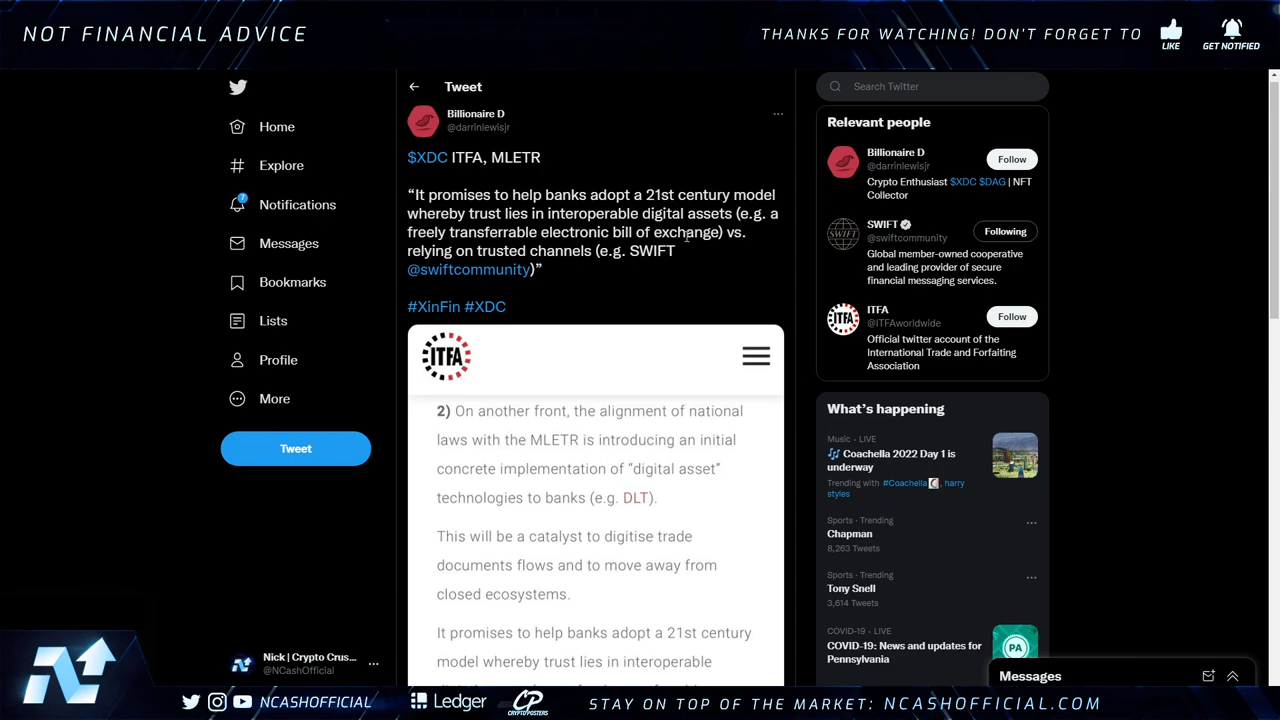 NOT FINANCIAL ADVICE
THANKS FOR WATCHING! DON'T FORGET TO
LIKE
GET NOTIFIED
Home
Explore
7
Notifications
Messages
Bookmarks
Lists
Profile
More
Tweet
Nick | Crypto Crus...
@NCashOfficial
Tweet
Billionaire D
@darrinlewisjr
$XDC ITFA, MLETR
“It promises to help banks adopt a 21st century model
whereby trust lies in interoperable digital assets (e.g. a
freely transferrable electronic bill of exchange) vs.
relying on trusted channels (e.g. SWIFT
@swiftcommunity)”
#XinFin #XDC
ITFA
2) On another front, the alignment of national
laws with the MLETR is introducing an initial
concrete implementation of “digital asset”
technologies to banks (e.g. DLT).
This will be a catalyst to digitise trade
documents flows and to move away from
closed ecosystems.
It promises to help banks adopt a 21st century
model whereby trust lies in interoperable
Search Twitter
Relevant people
Billionaire D
@darrinlewisjr
Follow
Crypto Enthusiast $XDC $DAG | NFT
Collector
SWIFT
SWIFT
@swiftcommunity
Following
Global member-owned cooperative
and leading provider of secure
financial messaging services.
ITFA
ITFA
@ITFAworldwide
Follow
Official twitter account of the
International Trade and Forfaiting
Association
What's happening
Music · LIVE
Coachella 2022 Day 1 is
underway
Trending with #Coachella, harry
styles
Sports · Trending
Chapman
8,263 Tweets
Sports · Trending
Tony Snell
3,614 Tweets
COVID-19 · LIVE
COVID-19: News and updates for
Pennsylvania
PA
Messages
NCASHOFFICIAL
Ledger
CP
CRYPTOPOSTERS
STAY ON TOP OF THE MARKET: NCASHOFFICIAL.COM